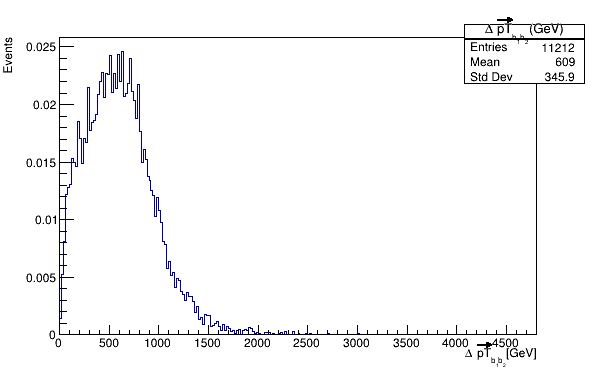 Δ pT b₁b₂ (GeV)
Entries 11212
Mean 609
Std Dev 345.9
Events
0.025
0.02
0.015
0.01
0.005
0
0 500 1000 1500 2000 2500 3000 3500 4000 4500
Δ pT b₁b₂ [GeV]